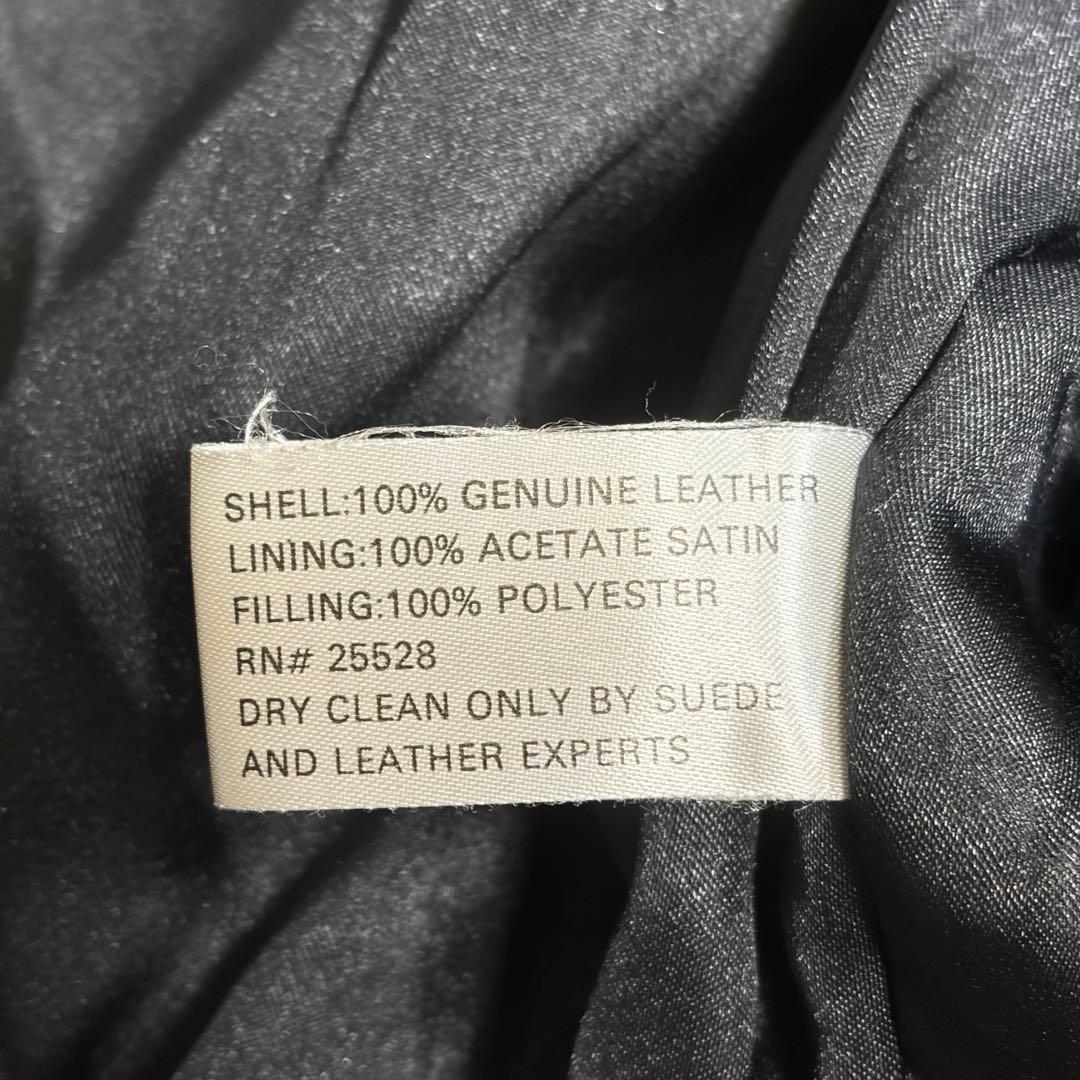 SHELL:100% GENUINE LEATHER
LINING:100% ACETATE SATIN
FILLING:100% POLYESTER
RN# 25528
DRY CLEAN ONLY BY SUEDE
AND LEATHER EXPERTS